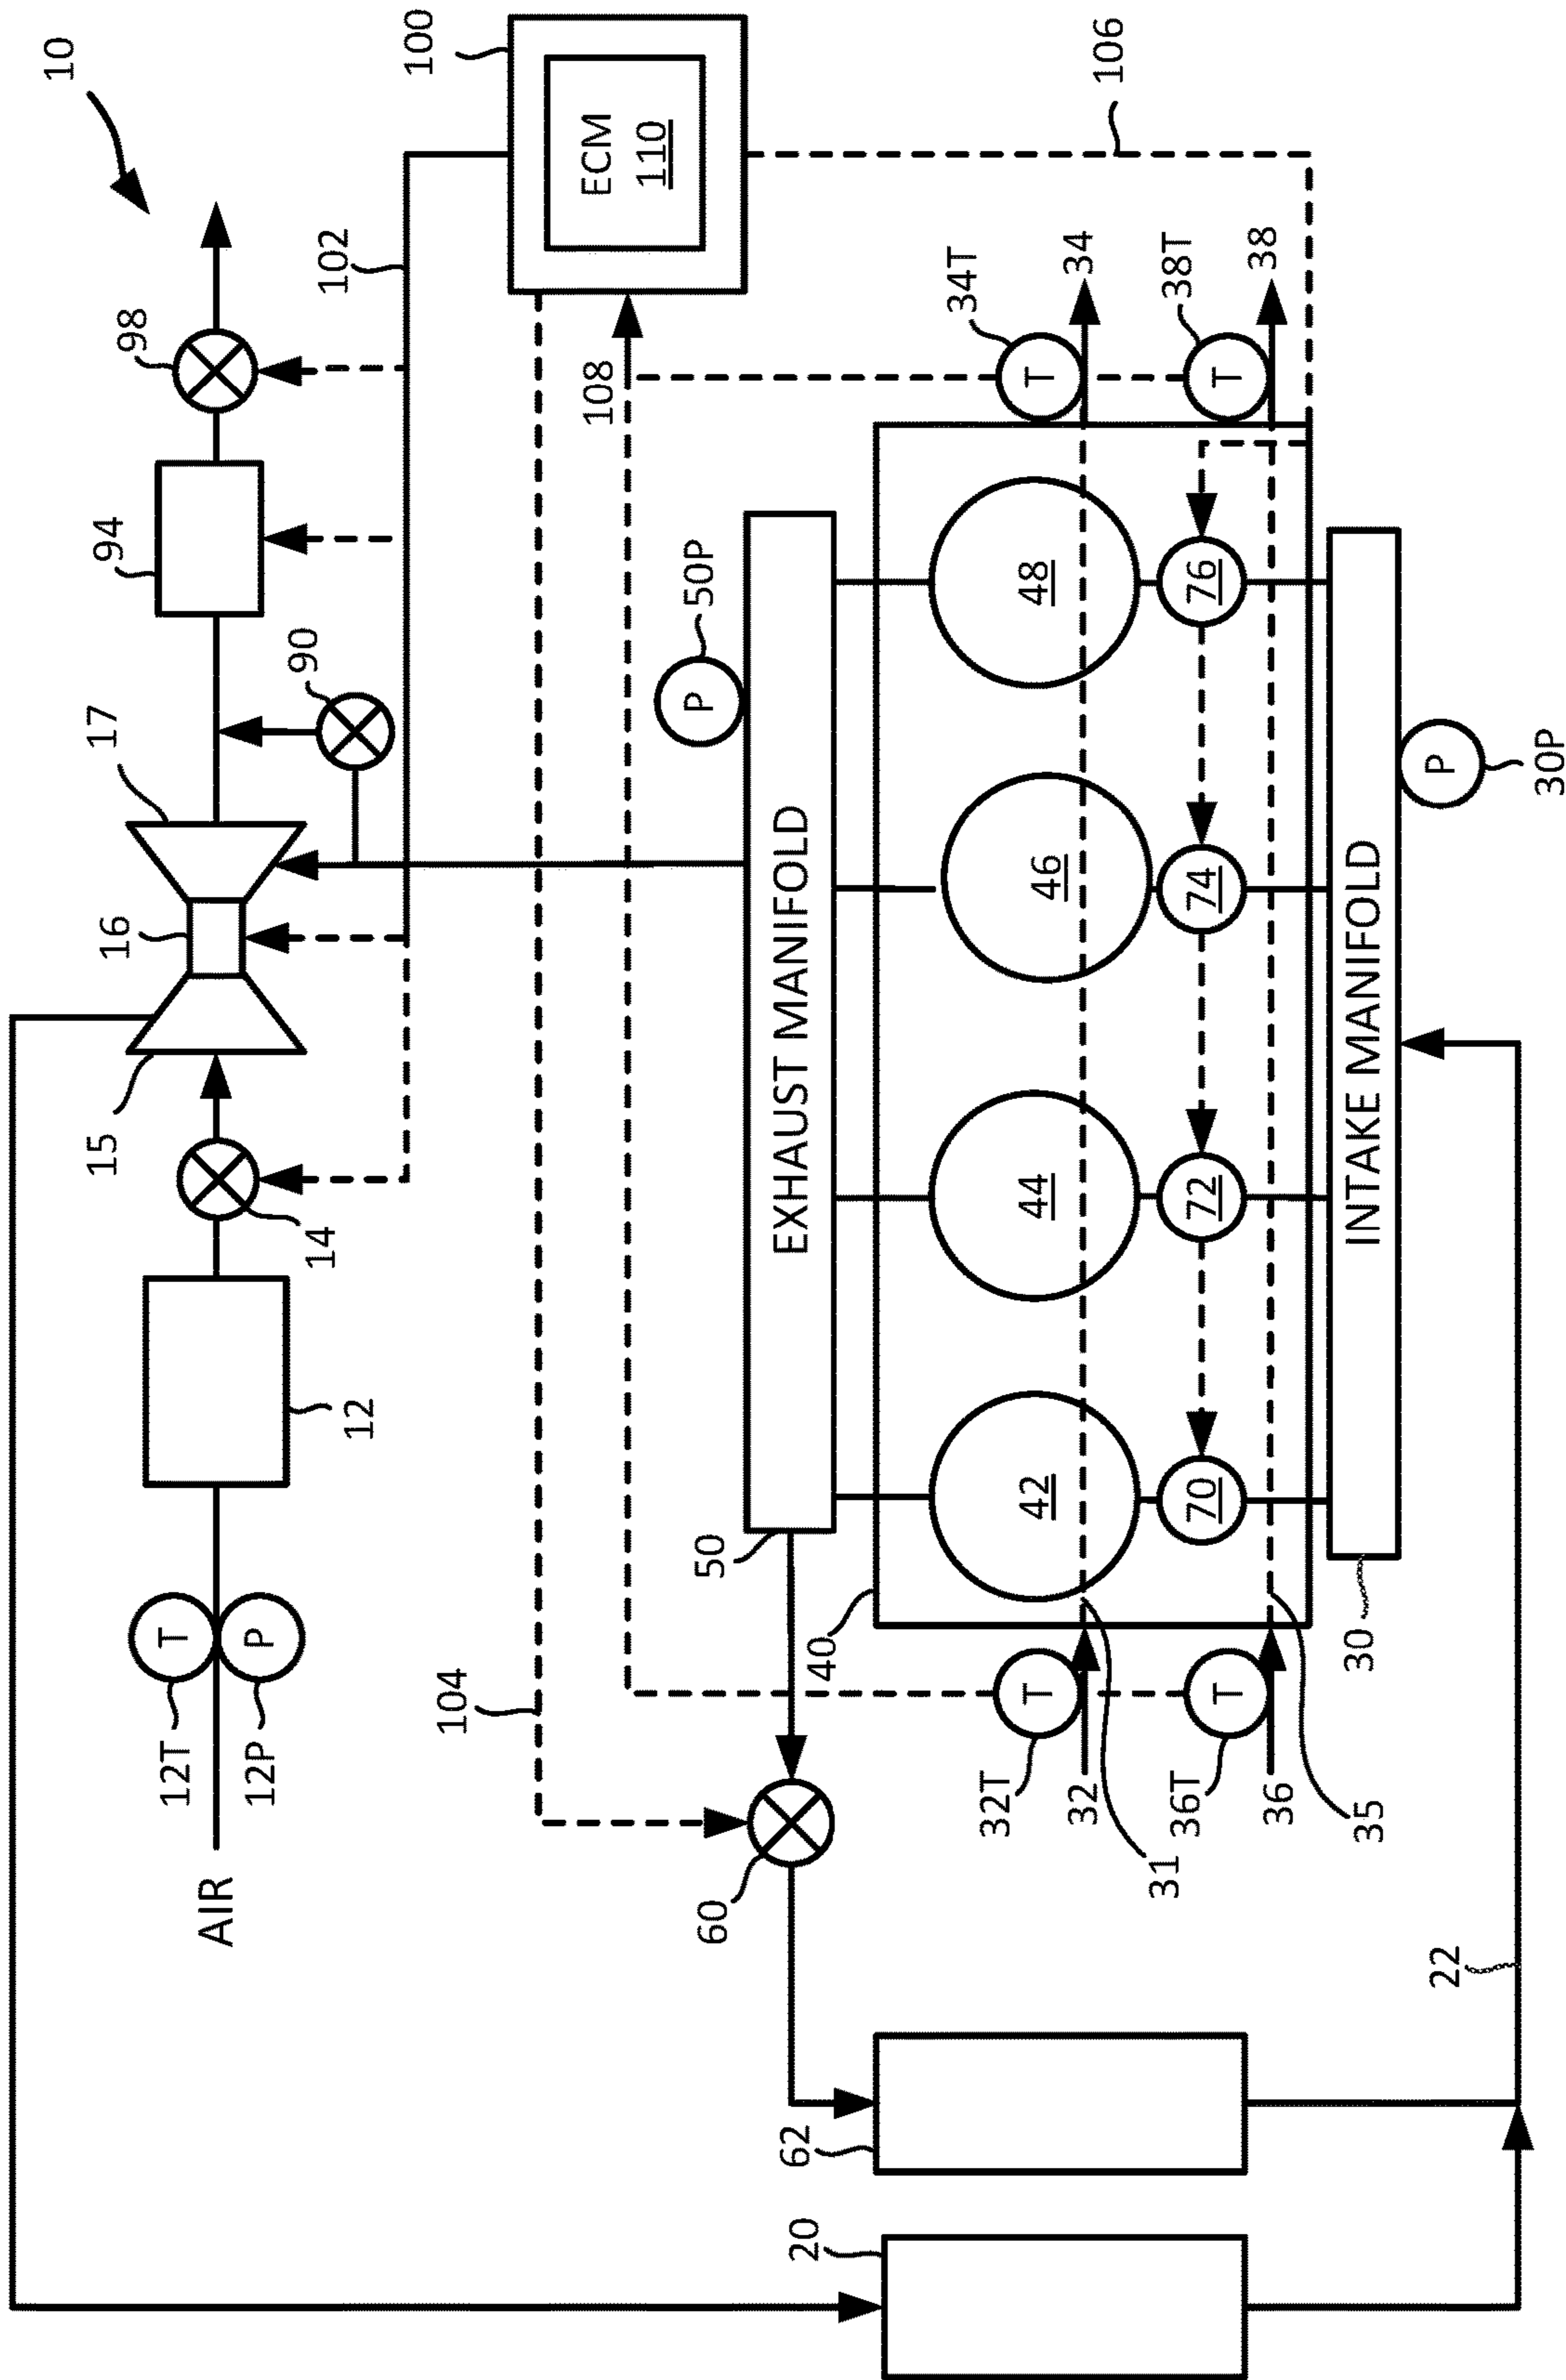 10
AIR
12T
12P
T
P
12
14
15
16
17
90
94
98
102
100
ECM
110
104
108
106
50P
P
EXHAUST MANIFOLD
50
60
62
20
22
40
42
44
46
48
70
72
74
76
32T
T
32
31
36T
T
36
35
34T
T
34
38T
T
38
INTAKE MANIFOLD
30
P
30P